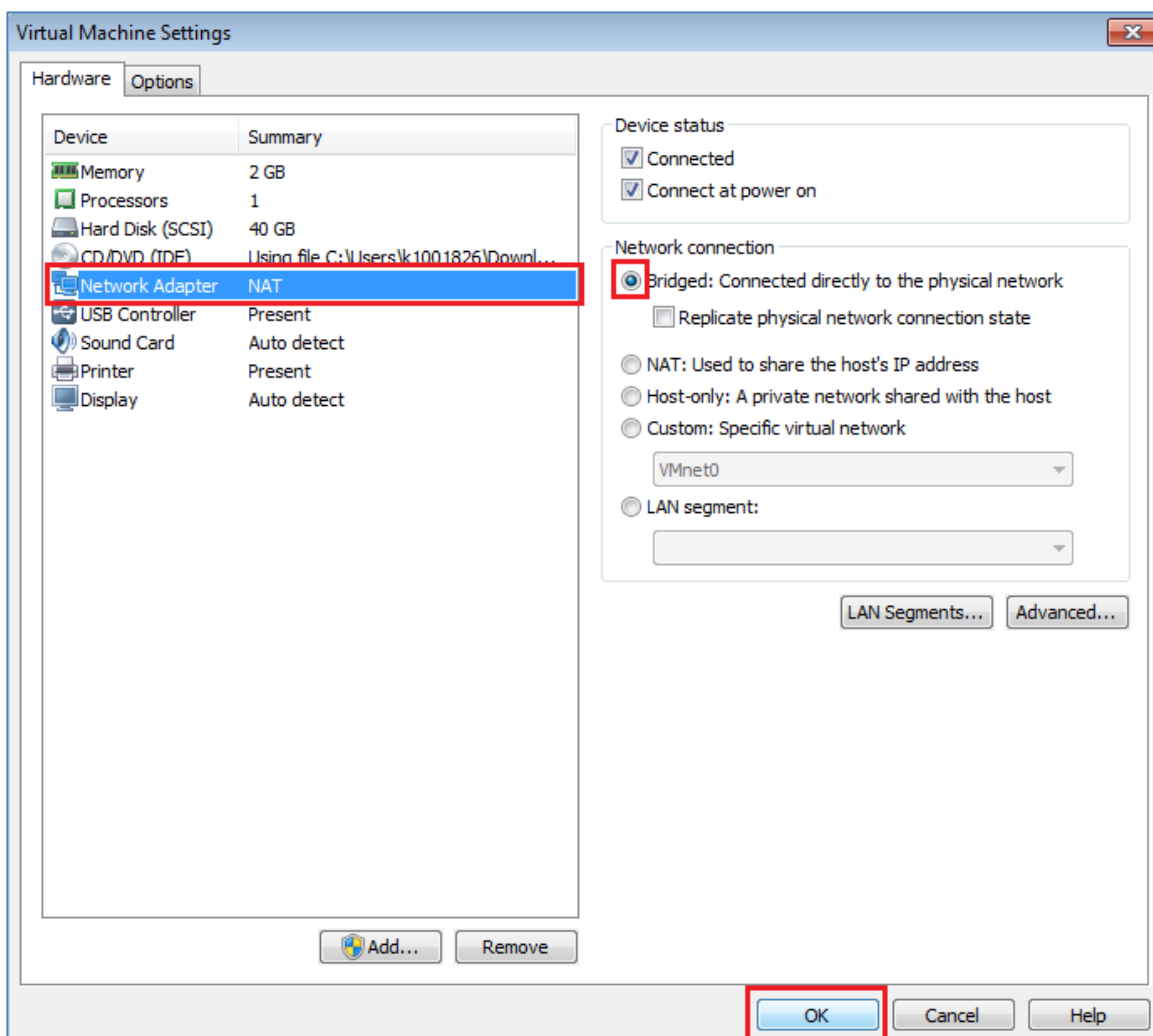 Virtual Machine Settings
Hardware Options
Device Summary
Memory 2 GB
Processors 1
Hard Disk (SCSI) 40 GB
CD/DVD (IDE) Using file C:\Users\k1001826\Downl...
Network Adapter NAT
USB Controller Present
Sound Card Auto detect
Printer Present
Display Auto detect
Add... Remove
Device status
Connected
Connect at power on
Network connection
Bridged: Connected directly to the physical network
Replicate physical network connection state
NAT: Used to share the host's IP address
Host-only: A private network shared with the host
Custom: Specific virtual network
VMnet0
LAN segment:
LAN Segments... Advanced...
OK Cancel Help